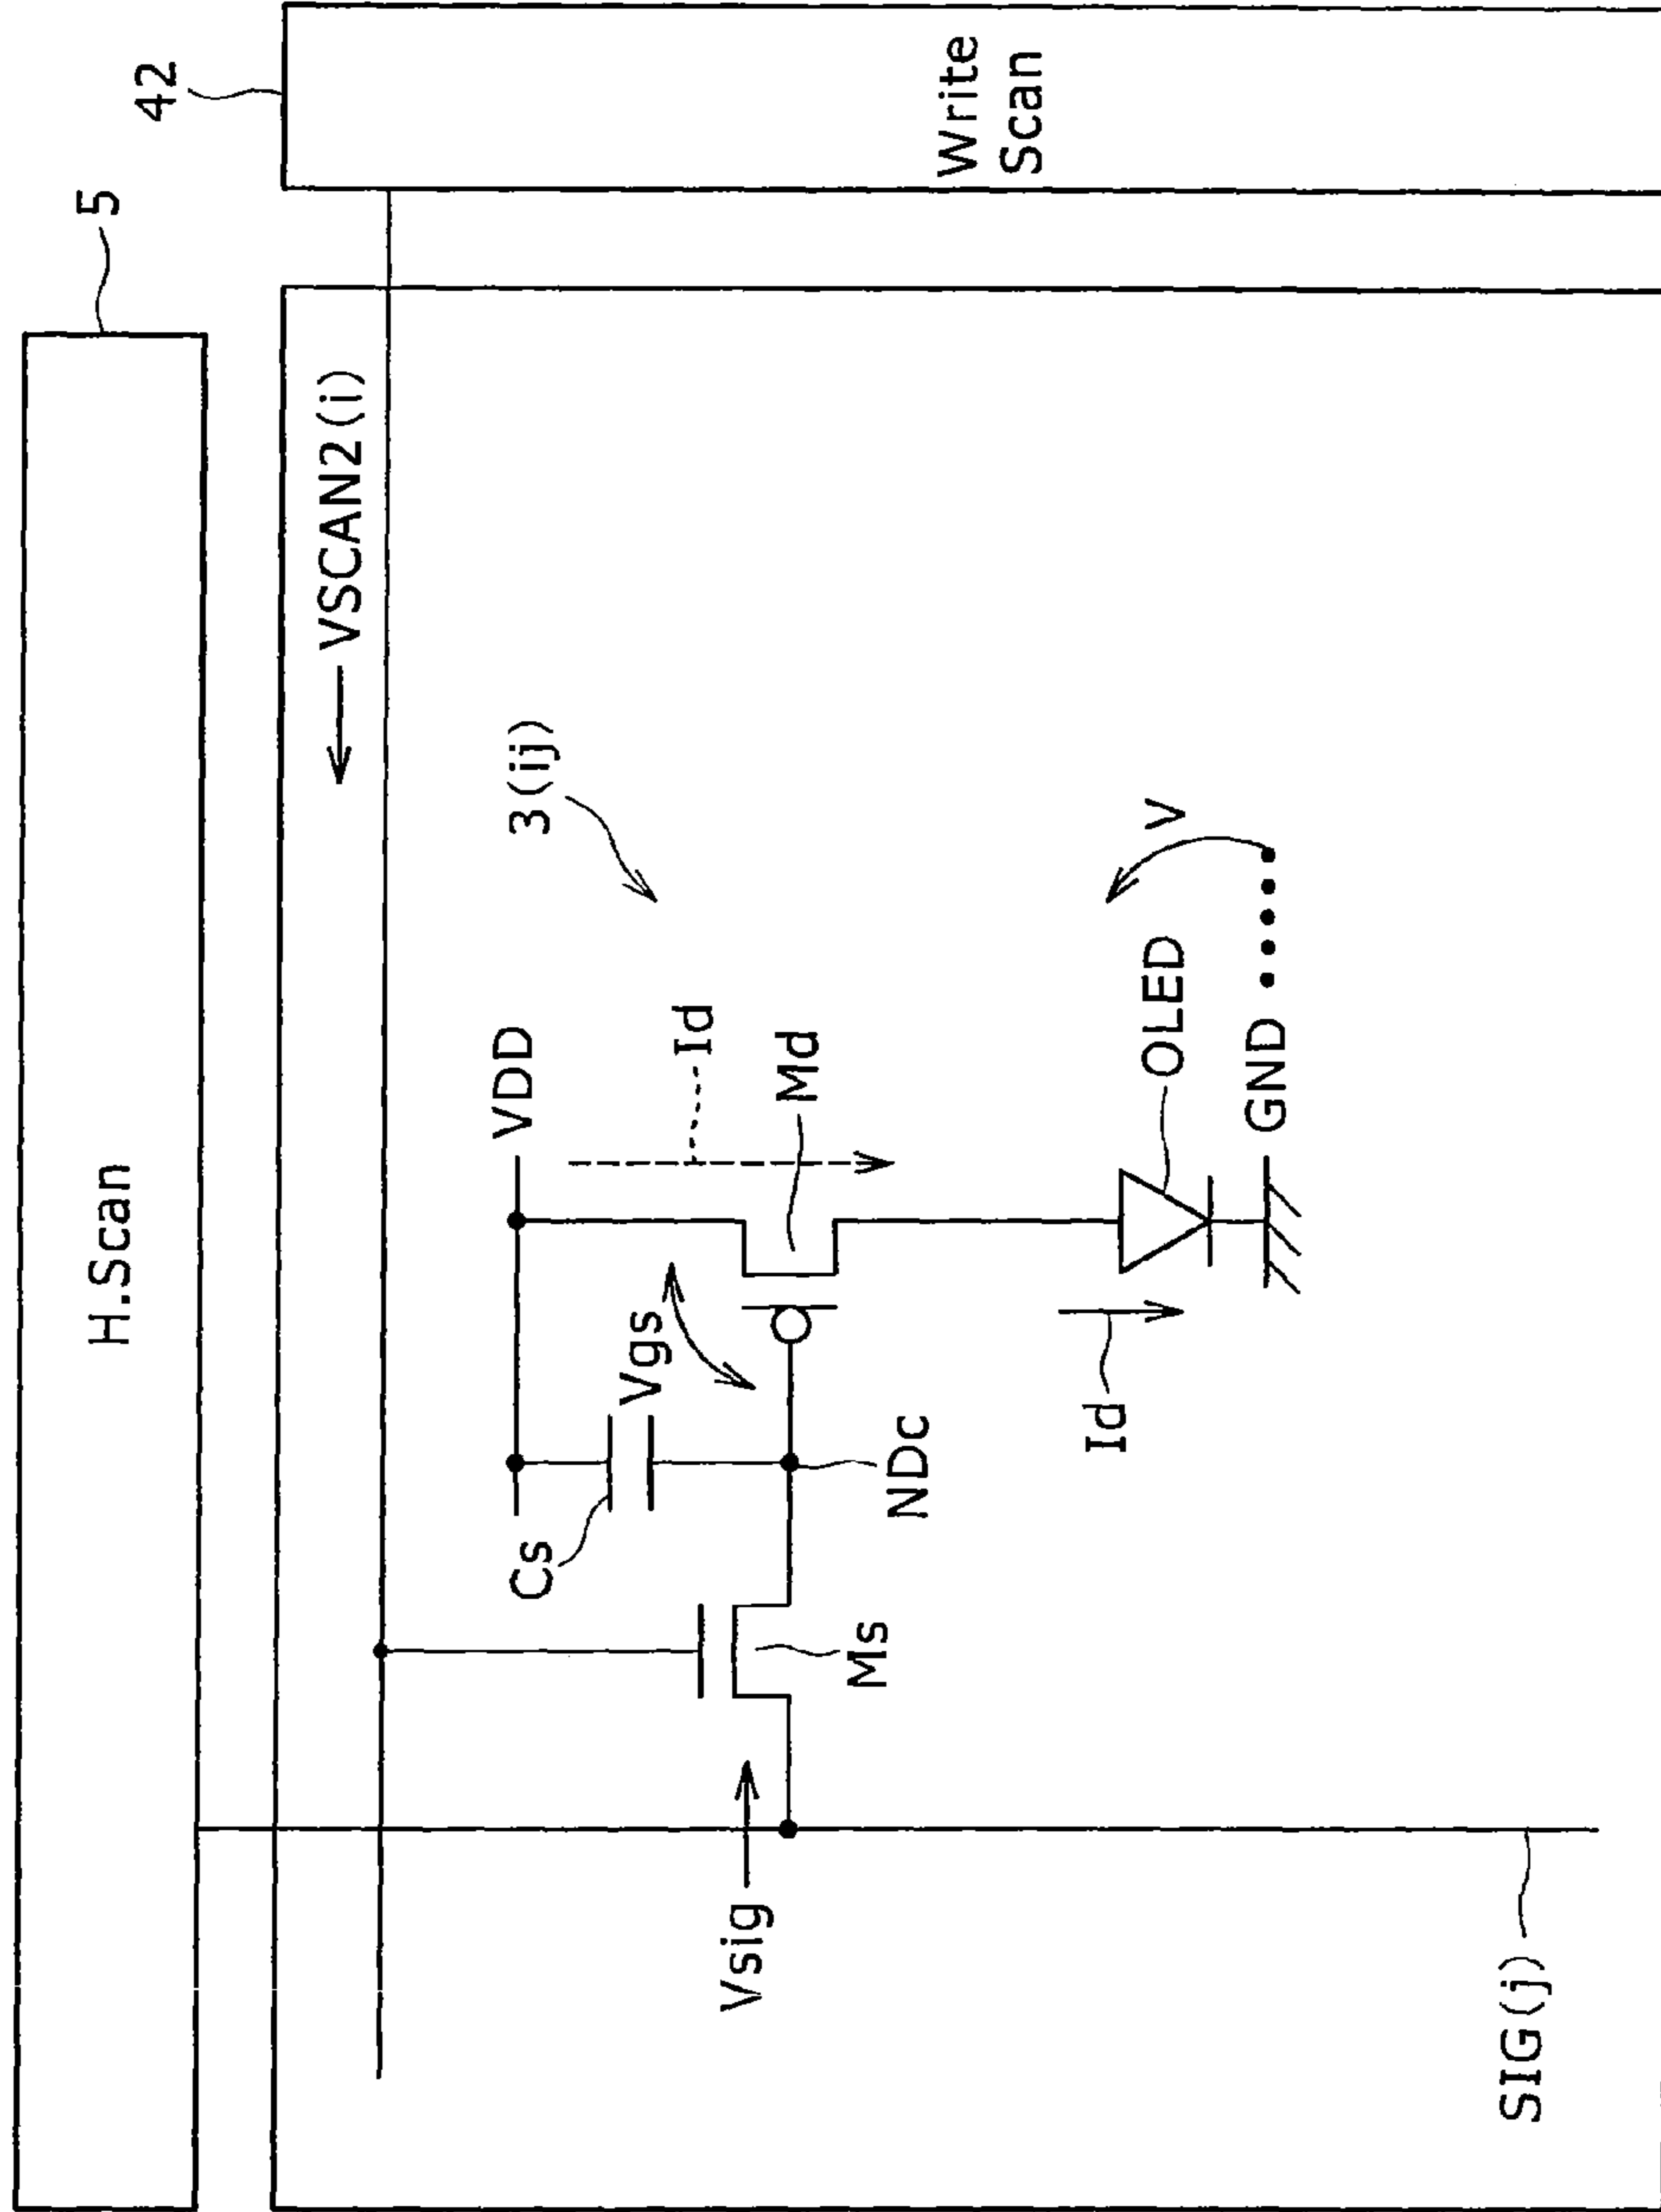 H.Scan
5
42
VSCAN2(i)
Write
Scan
VDD
3(ij)
Cs
Vgs
Id
Vsig
Ms
NDc
Md
Id
OLED
V
GND
SIG(j)